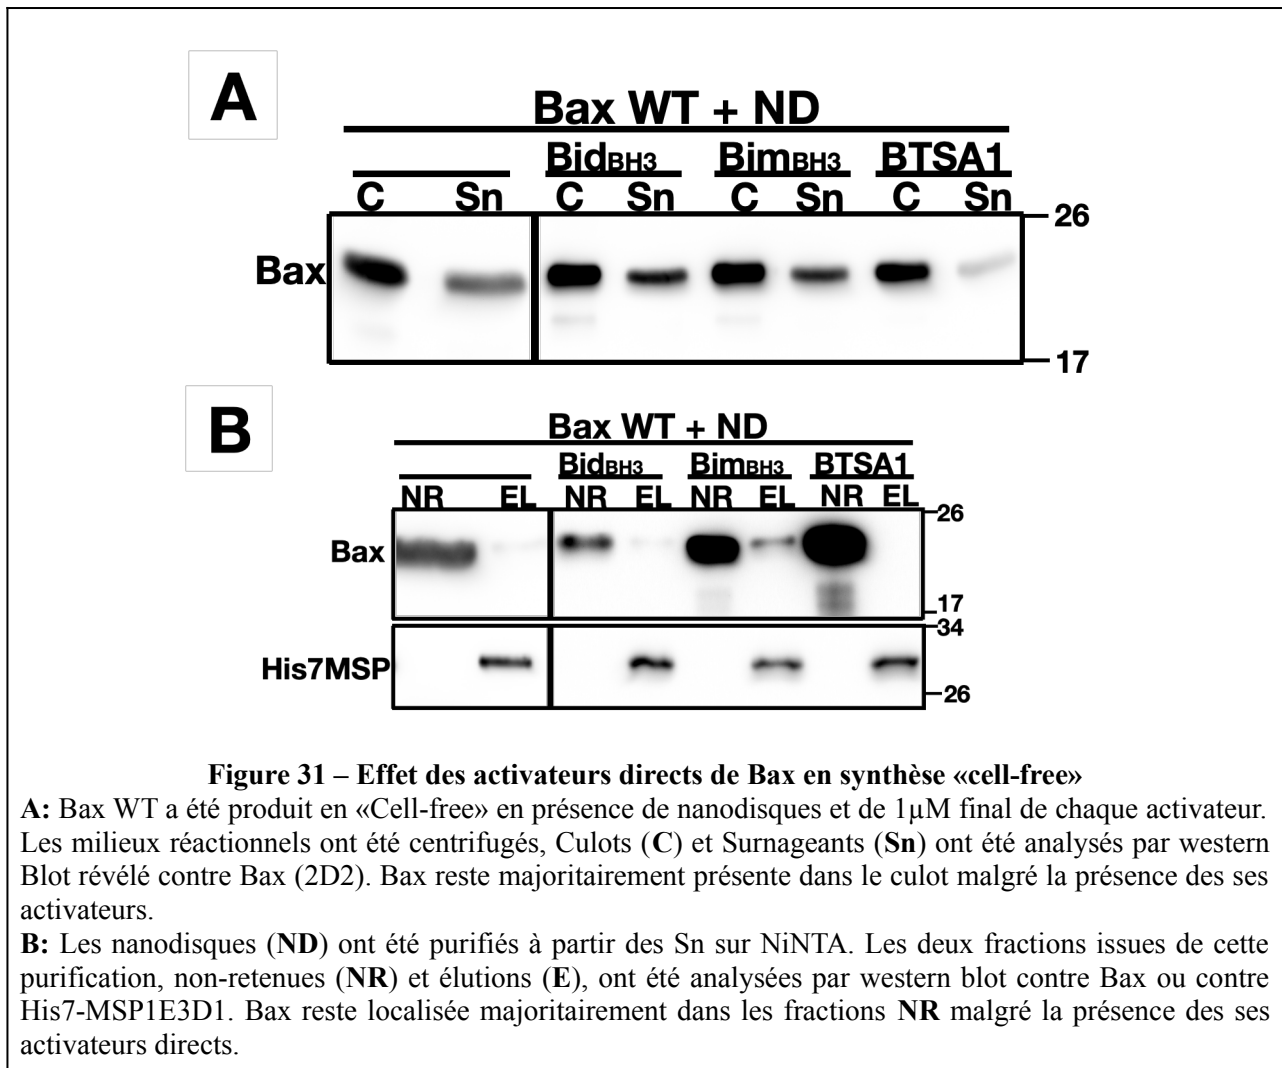 A
Bax WT + ND
BidBH3 BimBH3 BTSA1
C Sn C Sn C Sn C Sn
26
Bax
17
B
Bax WT + ND
BidBH3 BimBH3 BTSA1
NR EL NR EL NR EL NR EL
26
Bax
17
34
His7MSP
26
Figure 31 – Effet des activateurs directs de Bax en synthèse «cell-free»
A: Bax WT a été produit en «Cell-free» en présence de nanodisques et de 1µM final de chaque activateur.
Les milieux réactionnels ont été centrifugés, Culots (C) et Surnageants (Sn) ont été analysés par western
Blot révélé contre Bax (2D2). Bax reste majoritairement présente dans le culot malgré la présence des ses
activateurs.
B: Les nanodisques (ND) ont été purifiés à partir des Sn sur NiNTA. Les deux fractions issues de cette
purification, non-retenues (NR) et élutions (E), ont été analysées par western blot contre Bax ou contre
His7-MSP1E3D1. Bax reste localisée majoritairement dans les fractions NR malgré la présence des ses
activateurs directs.